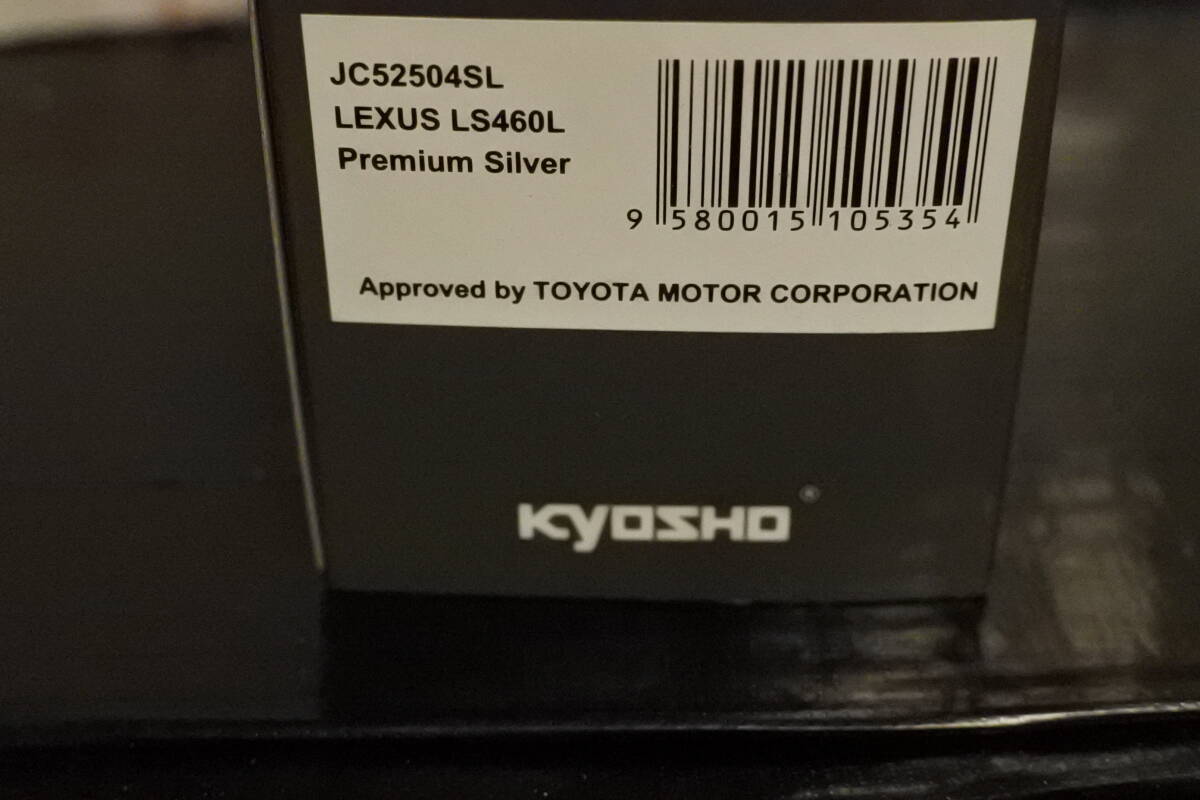 JC52504SL
LEXUS LS460L
Premium Silver
9 580015 105354
Approved by TOYOTA MOTOR CORPORATION
KYOSHO®